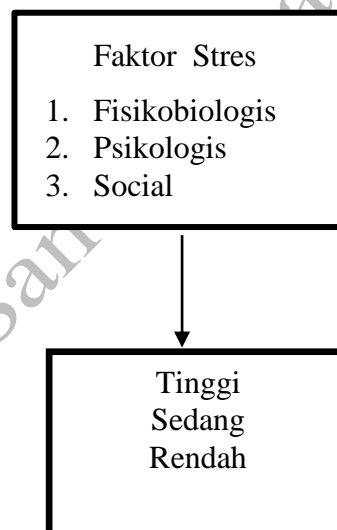 Faktor Stres
1. Fisikobiologis
2. Psikologis
3. Social
Tinggi
Sedang
Rendah